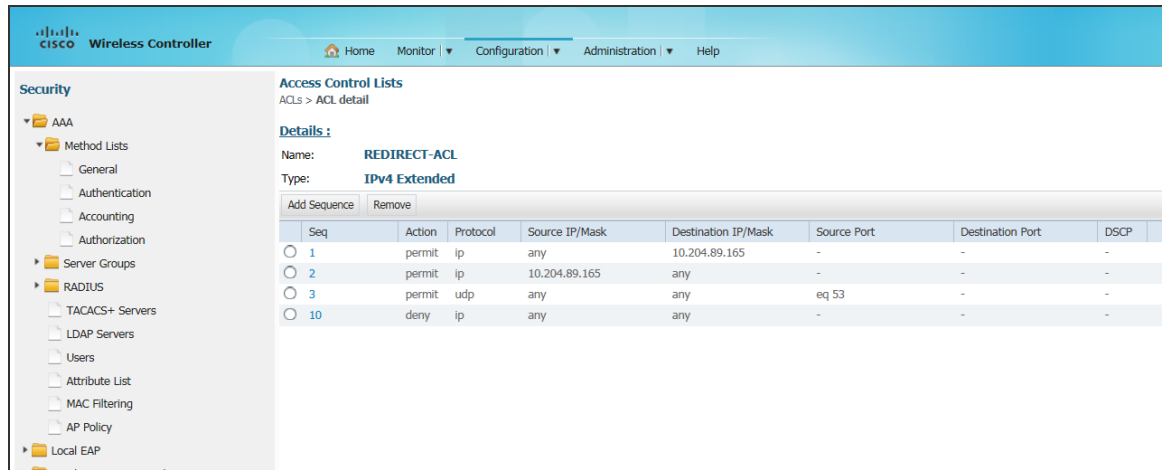 CISCO Wireless Controller
Home Monitor Configuration Administration Help
Security
AAA
Method Lists
General
Authentication
Accounting
Authorization
Server Groups
RADIUS
TACACS+ Servers
LDAP Servers
Users
Attribute List
MAC Filtering
AP Policy
Local EAP
Access Control Lists
ACLs > ACL detail
Details :
Name: REDIRECT-ACL
Type: IPv4 Extended
Add Sequence Remove
Seq Action Protocol Source IP/Mask Destination IP/Mask Source Port Destination Port DSCP
1 permit ip any 10.204.89.165 - - -
2 permit ip 10.204.89.165 any - - -
3 permit udp any any eq 53 - -
10 deny ip any any - - -